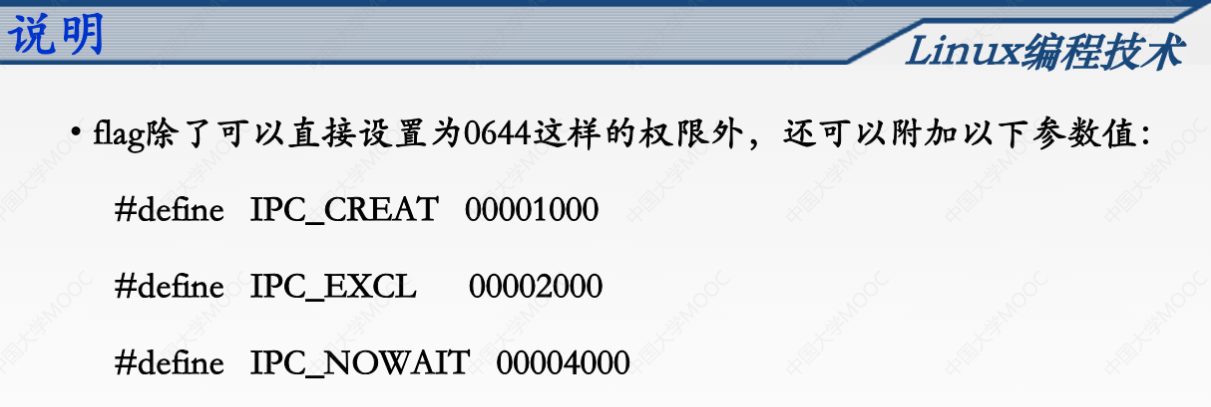 说明
Linux编程技术
• flag除了可以直接设置为0644这样的权限外，还可以附加以下参数值：
#define IPC_CREAT 00001000
#define IPC_EXCL 00002000
#define IPC_NOWAIT 00004000
中国大学MOOC